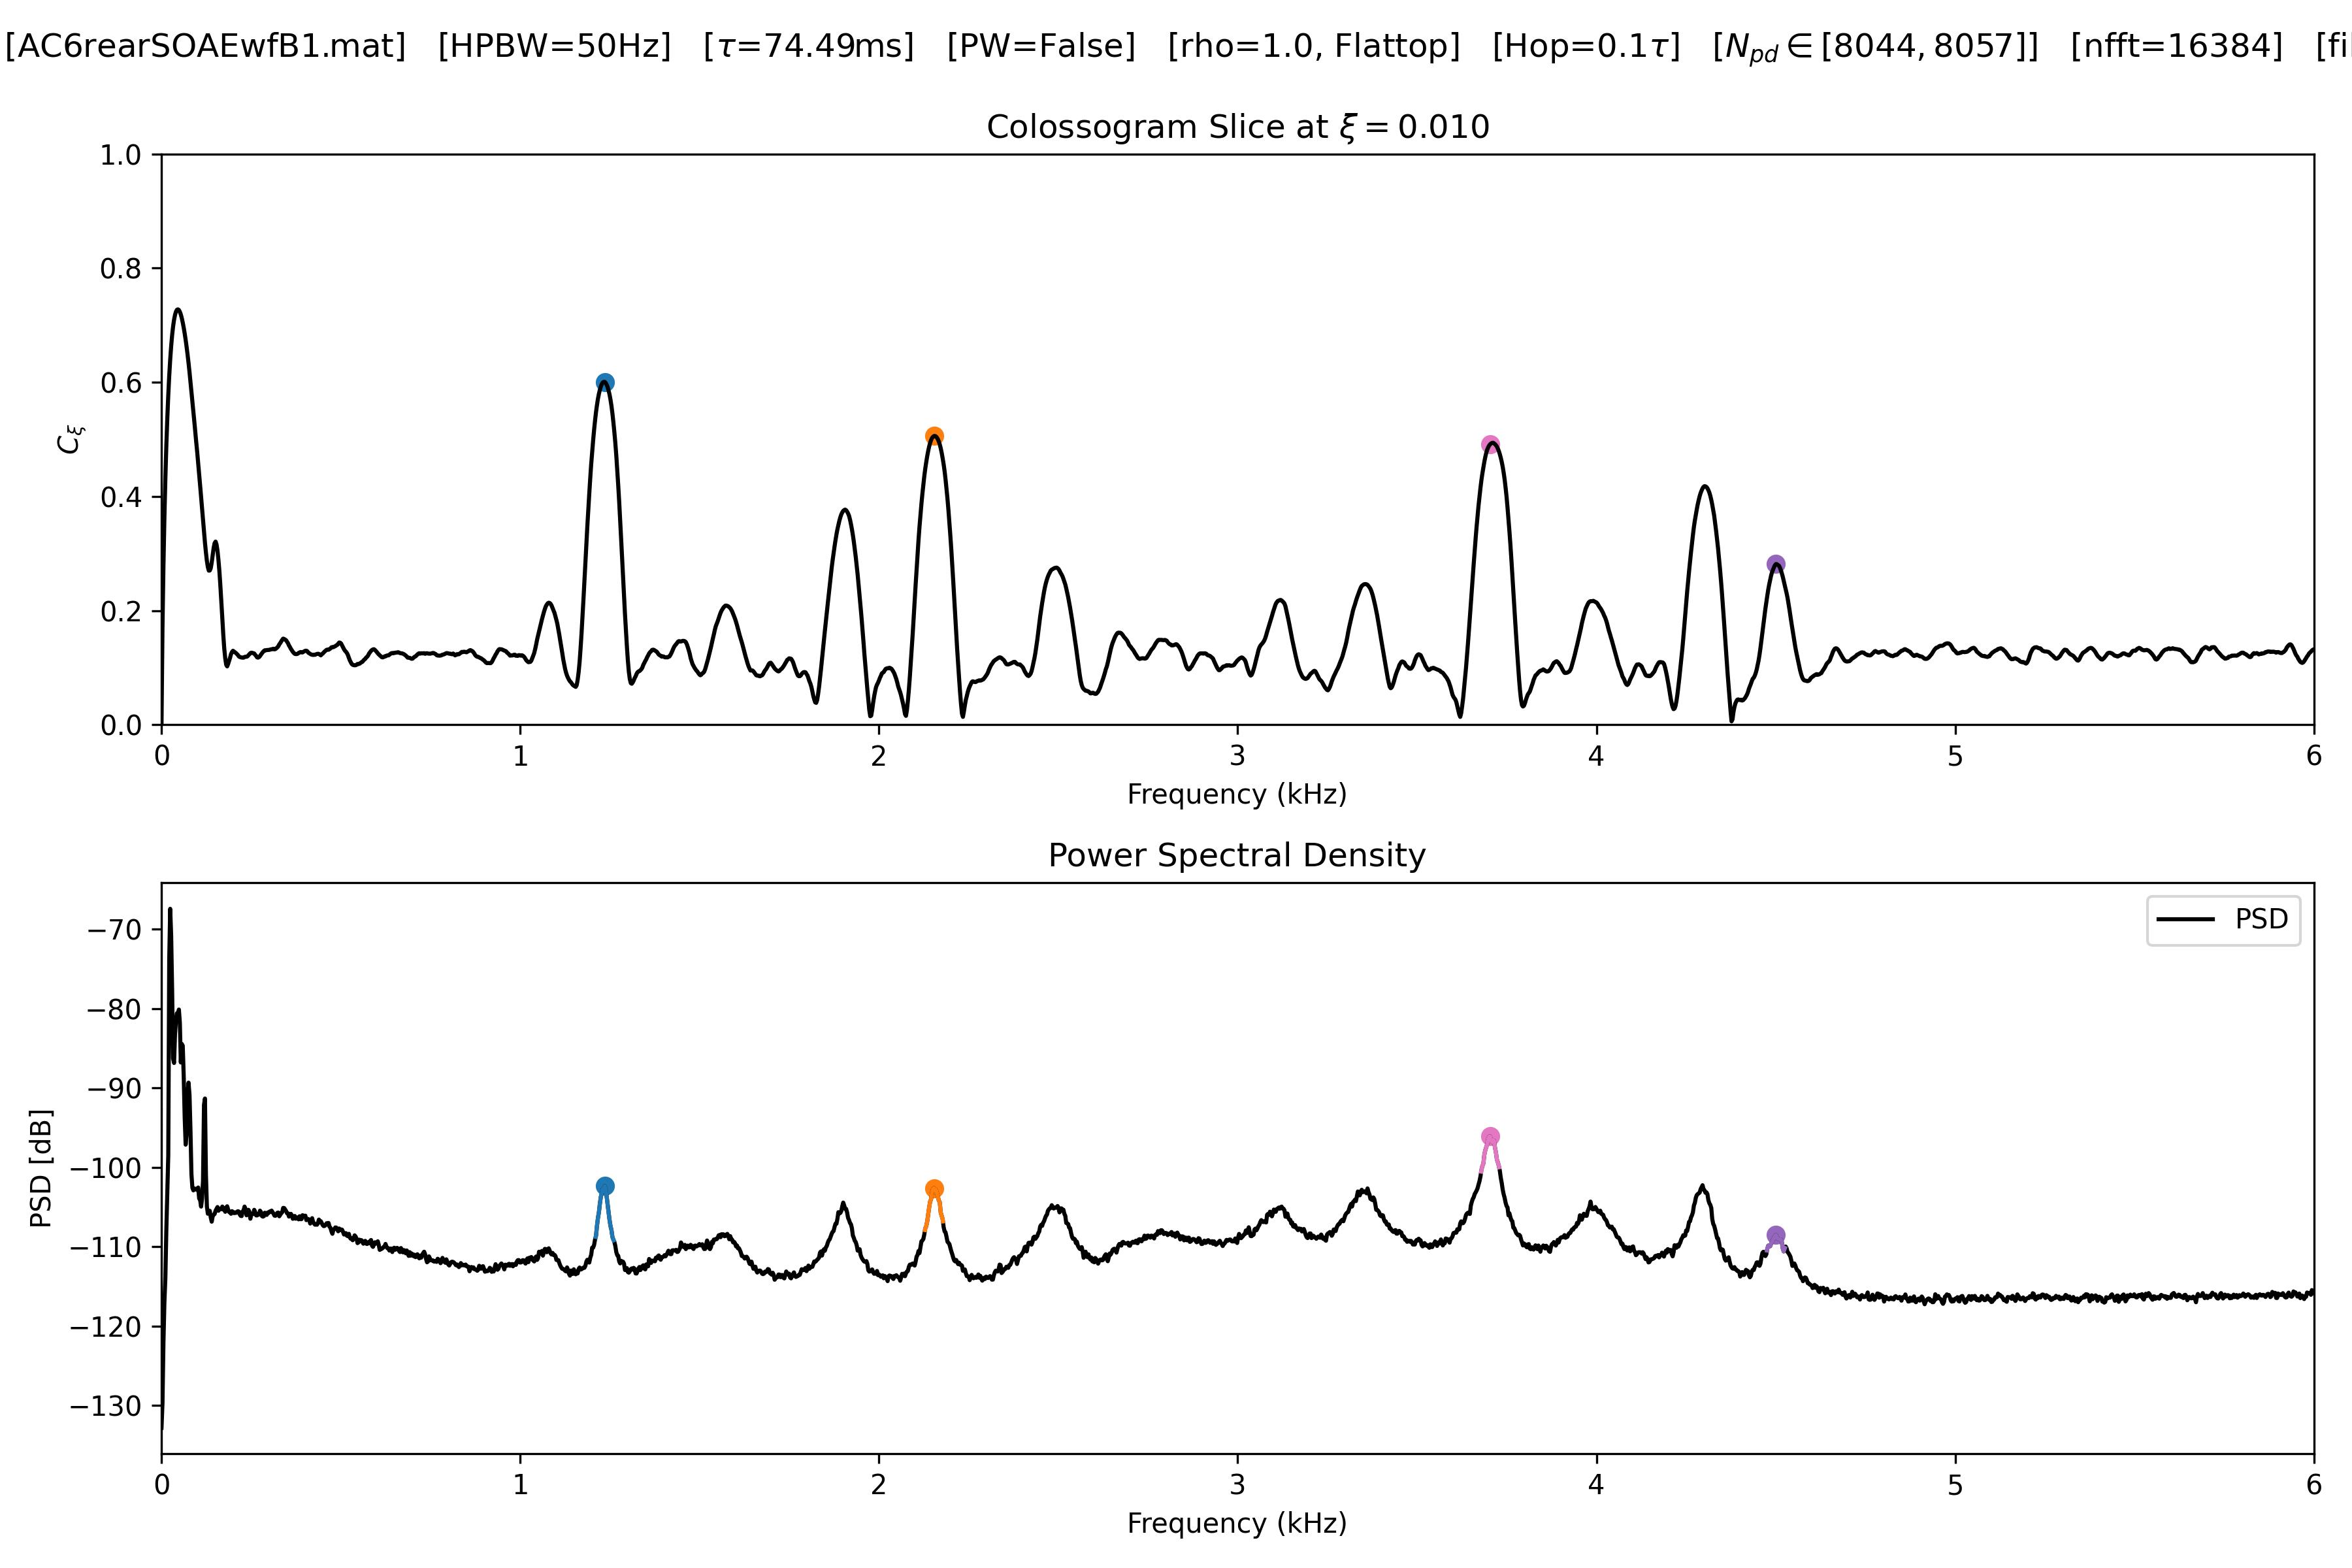 [AC6rearSOAEwfB1.mat] [HPBW=50Hz] [τ=74.49ms] [PW=False] [rho=1.0, Flattop] [Hop=0.1τ] [N_pd ∈ [8044, 8057]] [nfft=16384]
Colossogram Slice at ξ = 0.010
1.0
0.8
0.6
0.4
0.2
0.0
C_ξ
0 1 2 3 4 5 6
Frequency (kHz)
Power Spectral Density
PSD
−70
−80
−90
−100
−110
−120
−130
PSD [dB]
0 1 2 3 4 5 6
Frequency (kHz)